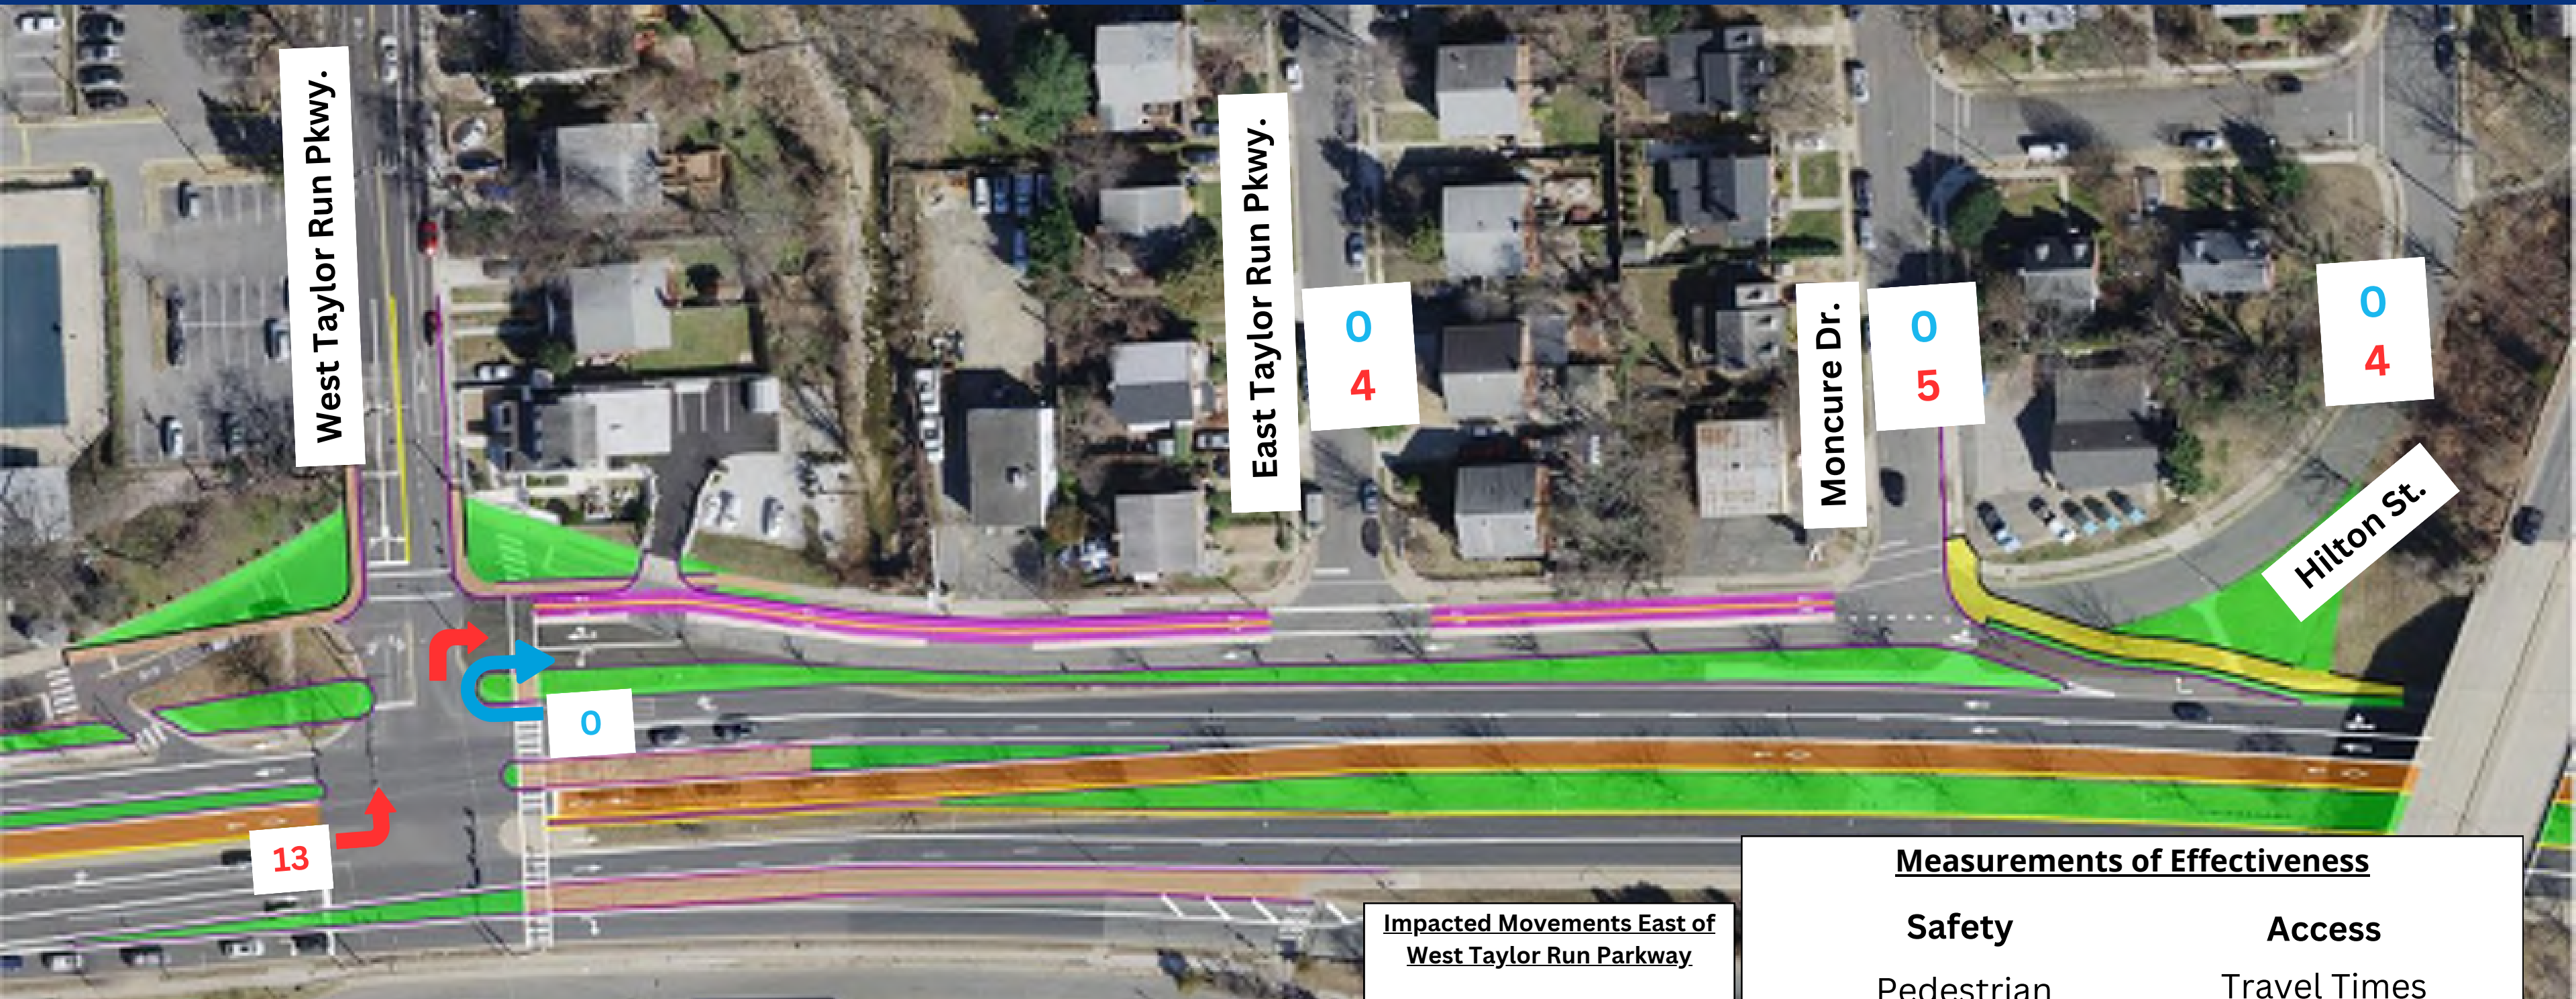 West Taylor Run Pkwy.
East Taylor Run Pkwy.
0
4
Moncure Dr.
0
5
0
4
Hilton St.
0
13
Impacted Movements East of
West Taylor Run Parkway
Measurements of Effectiveness
Safety
Access
Pedestrian
Travel Times